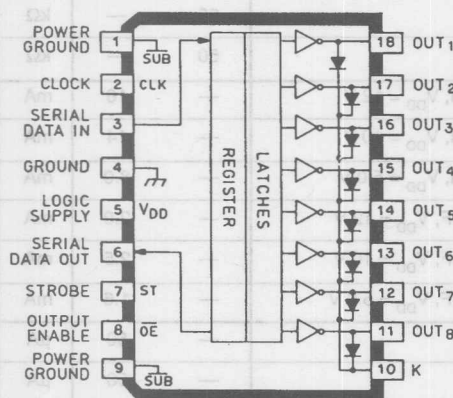 POWER
GROUND
1
SUB
CLOCK
2
CLK
SERIAL
DATA IN
3
GROUND
4
LOGIC
SUPPLY
5
VDD
SERIAL
DATA OUT
6
STROBE
7
ST
OUTPUT
ENABLE
8
OE
POWER
GROUND
9
SUB
REGISTER
LATCHES
18 OUT1
17 OUT2
16 OUT3
15 OUT4
14 OUT5
13 OUT6
12 OUT7
11 OUT8
10 K